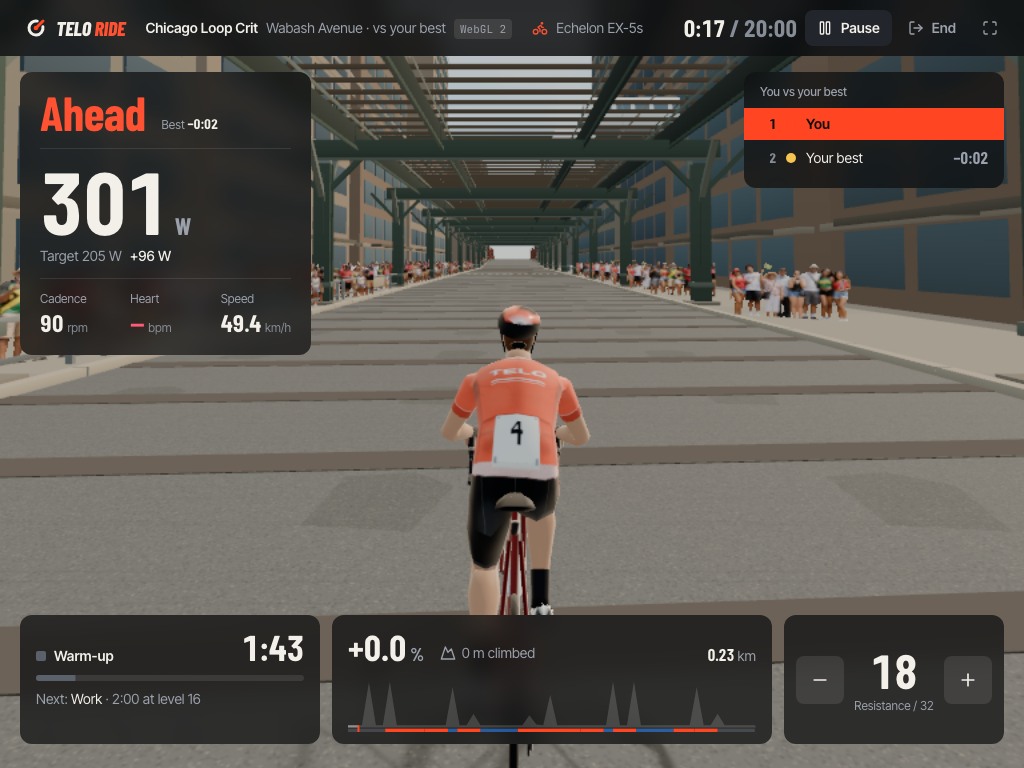 TELO RIDE Chicago Loop Crit Wabash Avenue · vs your best WebGL 2 Echelon EX-5s 0:17 / 20:00 Pause End
Ahead Best −0:02
301 W
Target 205 W +96 W
Cadence Heart Speed
90 rpm — bpm 49.4 km/h
You vs your best
1 You
2 Your best −0:02
TELO
4
Warm-up 1:43
Next: Work · 2:00 at level 16
+0.0 % 0 m climbed 0.23 km
− 18 +
Resistance / 32